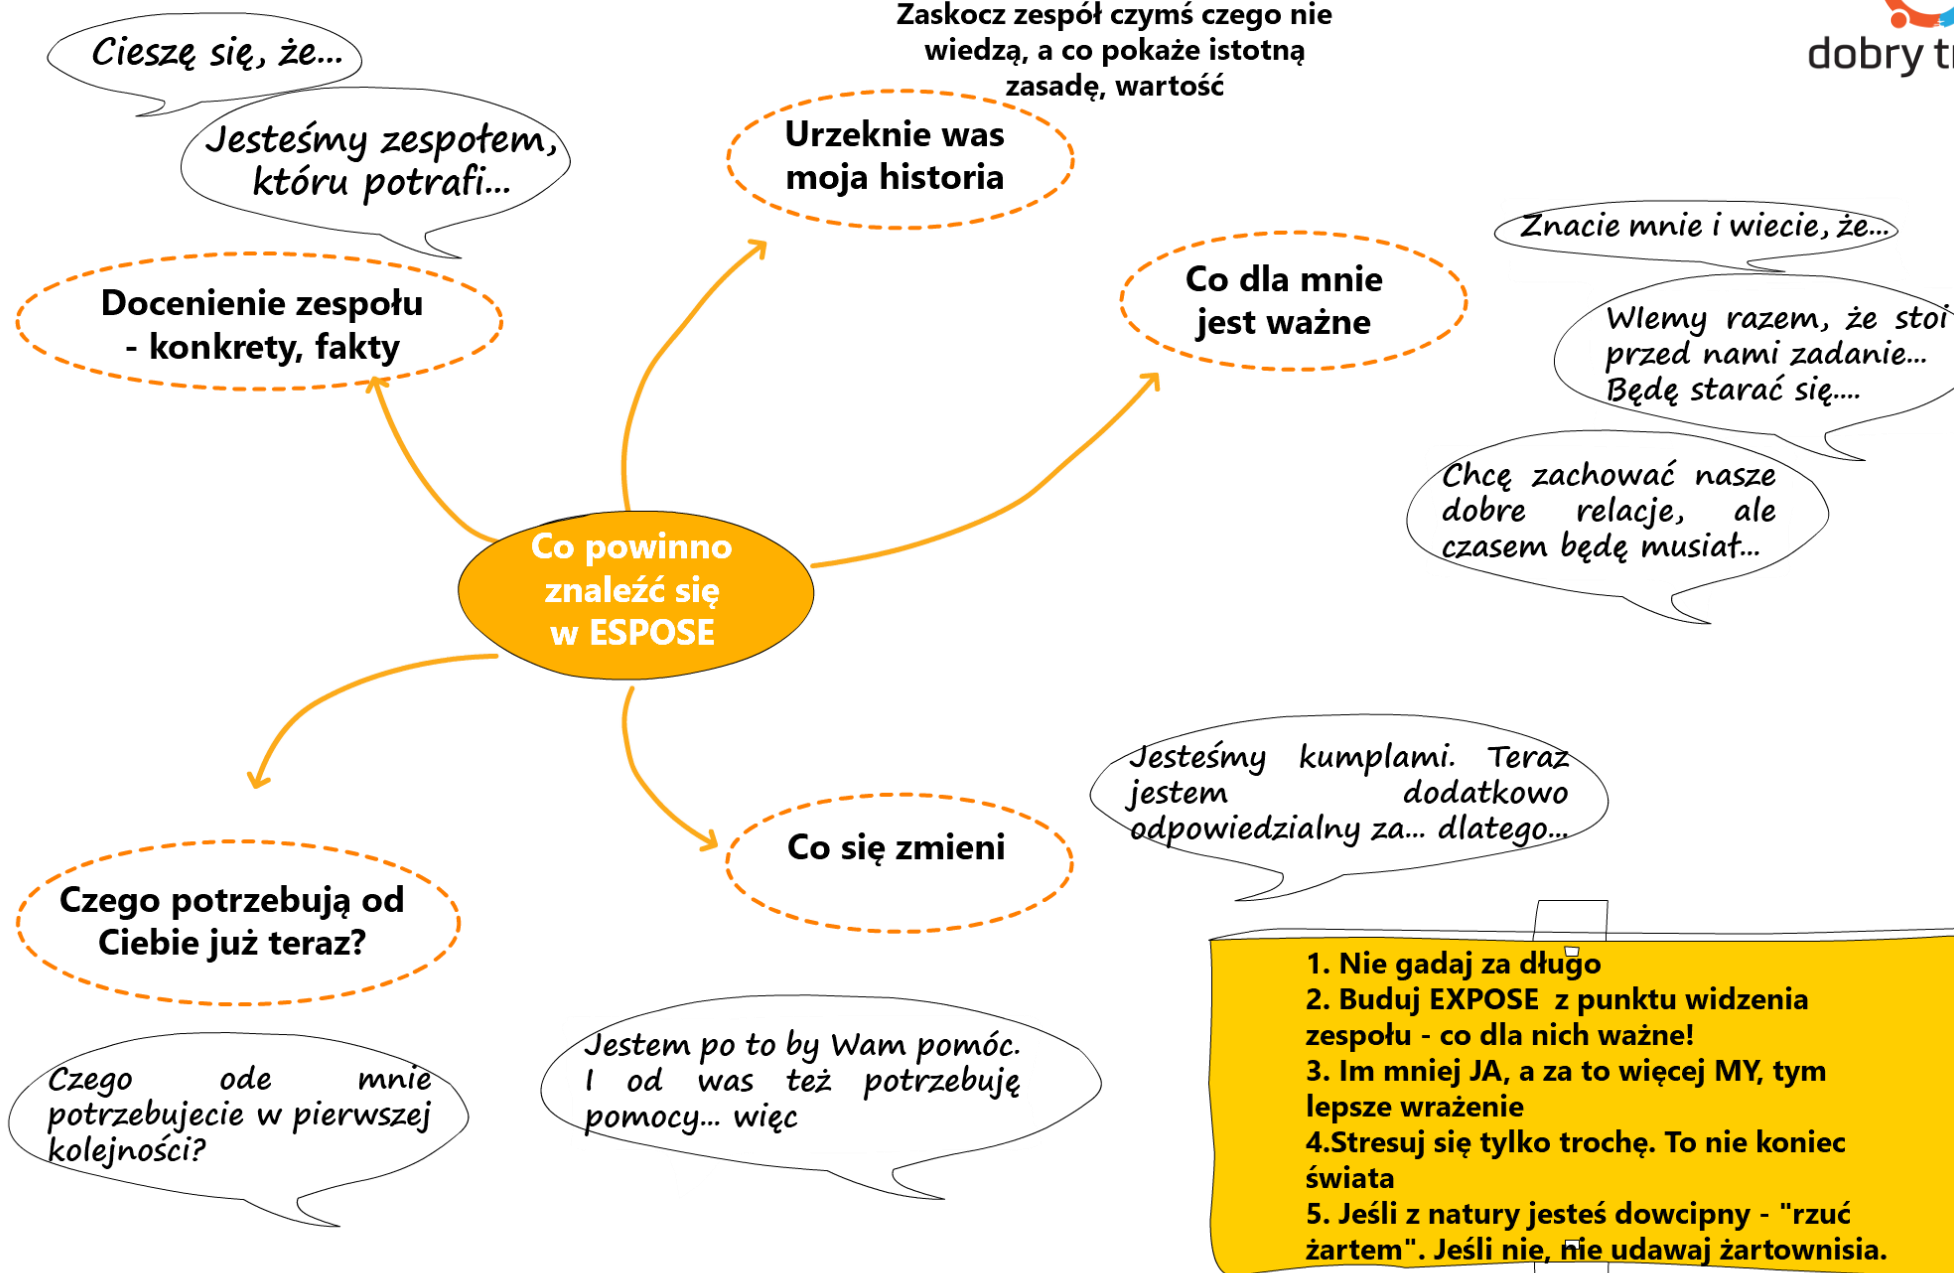 Zaskocz zespół czymś czego nie
wiedzą, a co pokaże istotną
zasadę, wartość
dobry
Cieszę się, że...
Jesteśmy zespołem,
któru potrafi...
Docenienie zespołu
- konkrety, fakty
Urzeknie was
moja historia
Co dla mnie
jest ważne
Znacie mnie i wiecie, że...
WIemy razem, że stoi
przed nami zadanie...
Będę starać się....
Chcę zachować nasze
dobre relacje, ale
czasem będę musiał...
Co powinno
znaleźć się
w ESPOSE
Jesteśmy kumplami. Teraz
jestem dodatkowo
odpowiedzialny za... dlatego...
Co się zmieni
Czego potrzebują od
Ciebie już teraz?
Czego ode mnie
potrzebujecie w pierwszej
kolejności?
Jestem po to by Wam pomóc.
I od was też potrzebuję
pomocy... więc
1. Nie gadaj za długo
2. Buduj EXPOSE z punktu widzenia
zespołu - co dla nich ważne!
3. Im mniej JA, a za to więcej MY, tym
lepsze wrażenie
4.Stresuj się tylko trochę. To nie koniec
świata
5. Jeśli z natury jesteś dowcipny - "rzuć
żartem". Jeśli nie, nie udawaj żartownisia.